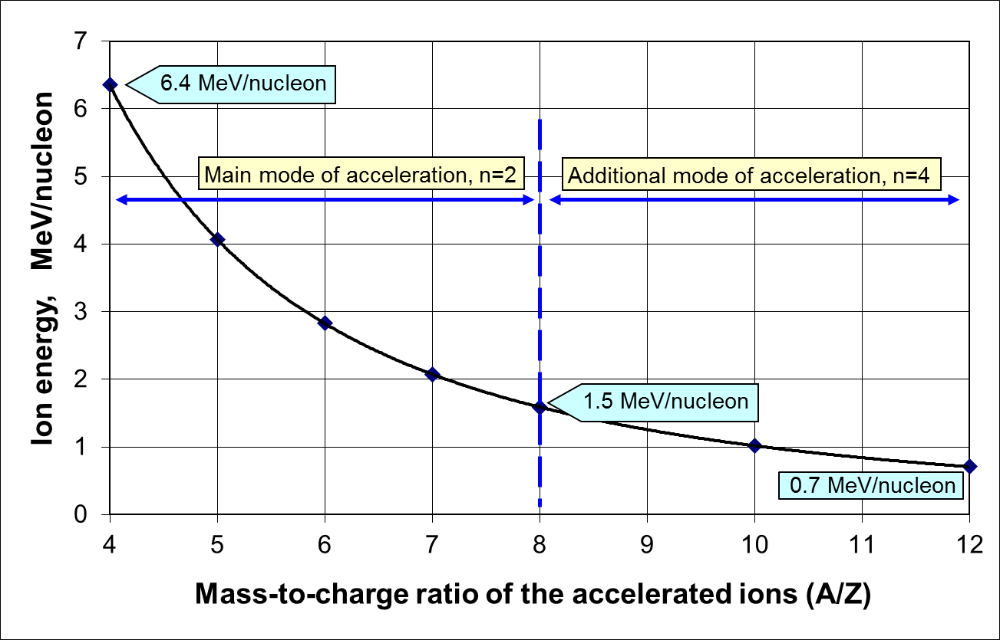 7
6.4 MeV/nucleon
6
Main mode of acceleration, n=2
Additional mode of acceleration, n=4
5
4
3
2
1.5 MeV/nucleon
1
0.7 MeV/nucleon
0
Ion energy, MeV/nucleon
4 5 6 7 8 9 10 11 12
Mass-to-charge ratio of the accelerated ions (A/Z)